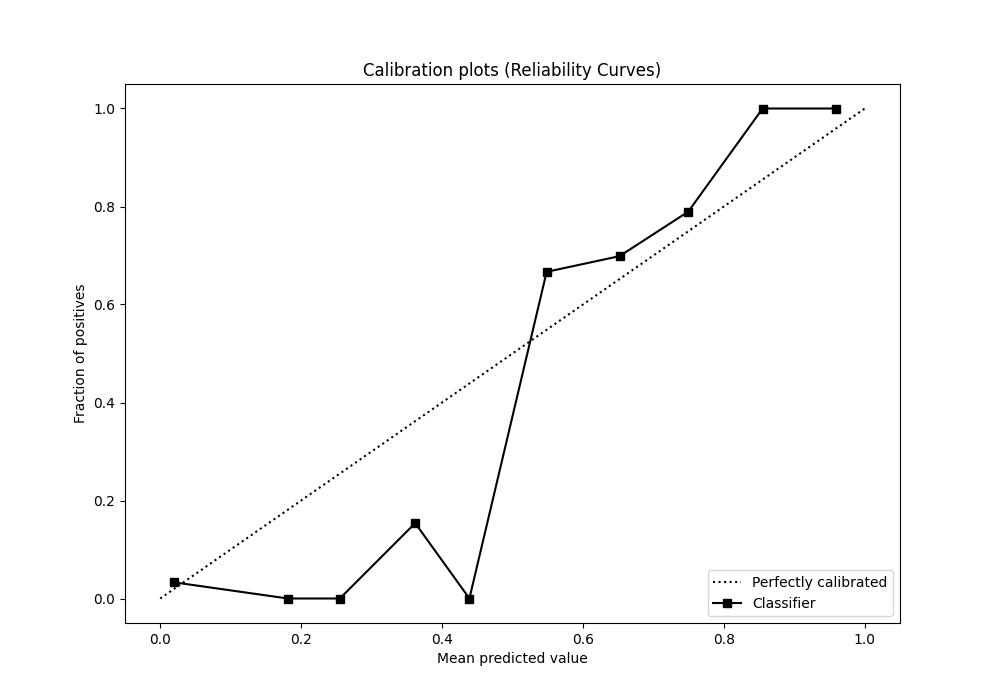 Calibration plots (Reliability Curves)
1.0
0.8
0.6
0.4
0.2
0.0
Fraction of positives
0.0 0.2 0.4 0.6 0.8 1.0
Mean predicted value
Perfectly calibrated
Classifier